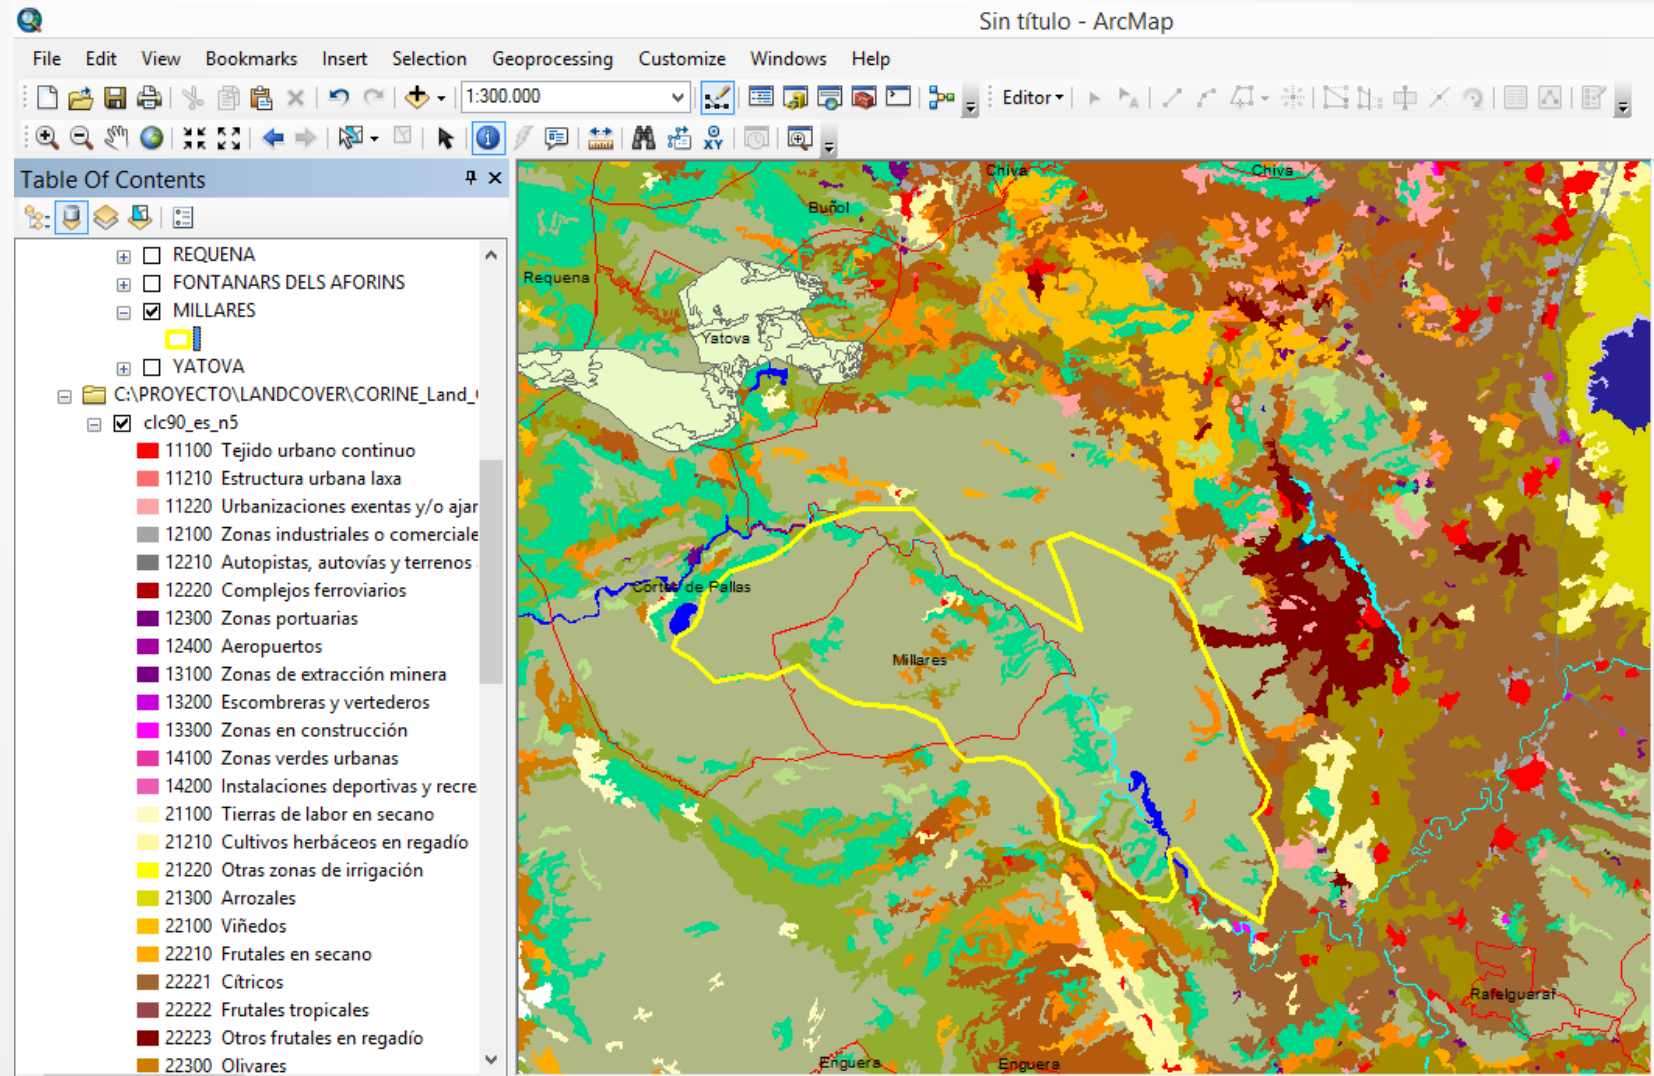 Sin título - ArcMap
File Edit View Bookmarks Insert Selection Geoprocessing Customize Windows Help
1:300.000
Editor
XY
Table Of Contents
REQUENA
FONTANARS DELS AFORINS
MILLARES
YATOVA
C:\PROYECTO\LANDCOVER\CORINE_Land_
clc90_es_n5
11100 Tejido urbano continuo
11210 Estructura urbana laxa
11220 Urbanizaciones exentas y/o ajar
12100 Zonas industriales o comerciale
12210 Autopistas, autovías y terrenos
12220 Complejos ferroviarios
12300 Zonas portuarias
12400 Aeropuertos
13100 Zonas de extracción minera
13200 Escombreras y vertederos
13300 Zonas en construcción
14100 Zonas verdes urbanas
14200 Instalaciones deportivas y recre
21100 Tierras de labor en secano
21210 Cultivos herbáceos en regadío
21220 Otras zonas de irrigación
21300 Arrozales
22100 Viñedos
22210 Frutales en secano
22221 Cítricos
22222 Frutales tropicales
22223 Otros frutales en regadío
22300 Olivares
Chiva
Chiva
Buñol
Requena
Yatova
Cortes de Pallas
Millares
Rafelguaraf
Enguera
Enguera